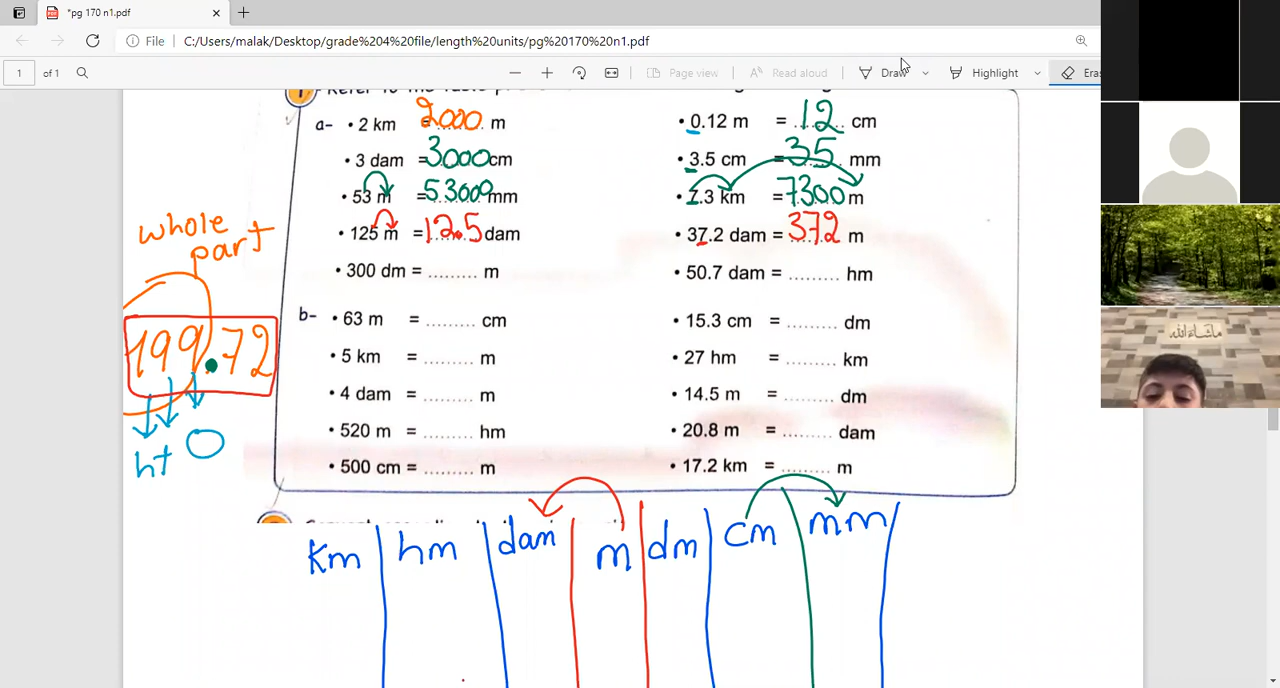 *pg 170 n1.pdf
File C:/Users/malak/Desktop/grade%204%20file/length%20units/pg%20170%20n1.pdf
1 of 1 Page view Read aloud Draw Highlight Eras
a- • 2 km = 2000 m
• 3 dam = 3000 cm
• 53 m = 53000 mm
• 125 m = 12.5 dam
• 300 dm = ......... m
• 0.12 m = 12 cm
• 3.5 cm = 35 mm
• 7.3 km = 7300 m
• 37.2 dam = 372 m
• 50.7 dam = ......... hm
b- • 63 m = ......... cm
• 5 km = ......... m
• 4 dam = ......... m
• 520 m = ......... hm
• 500 cm = ......... m
• 15.3 cm = ......... dm
• 27 hm = ......... km
• 14.5 m = ......... dm
• 20.8 m = ......... dam
• 17.2 km = ......... m
whole
part
199.72
h t O
km hm dam m dm cm mm
ماشاءالله